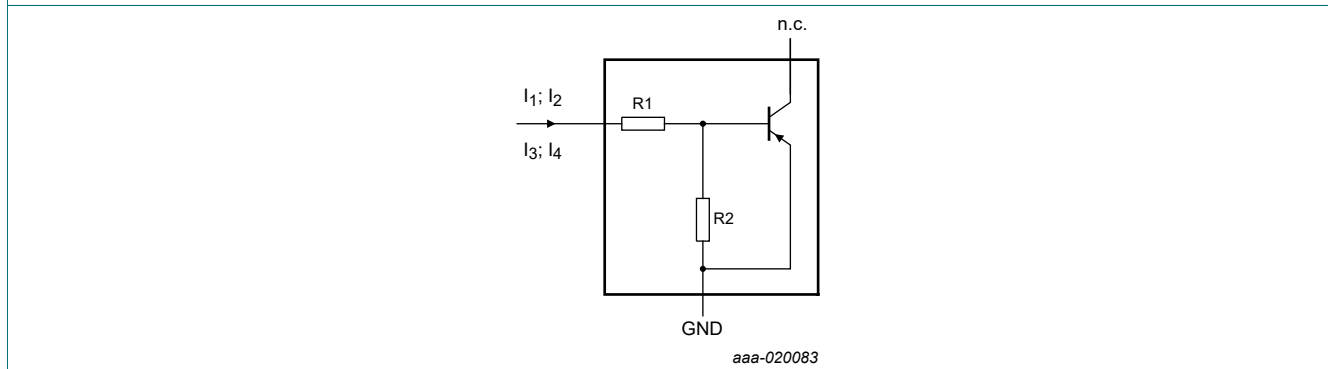 n.c.
I1; I2
R1
I3; I4
R2
GND
aaa-020083